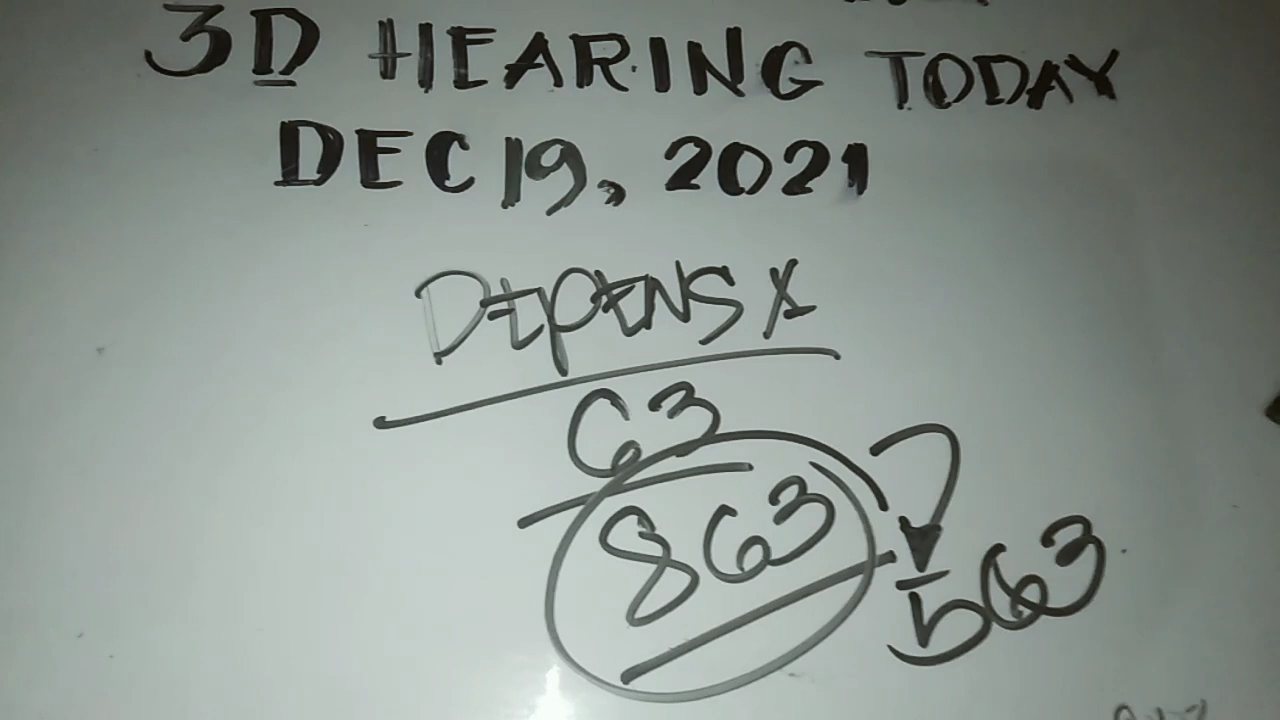 3D HEARING TODAY
DEC 19, 2021
DEPENSA
63
863
563